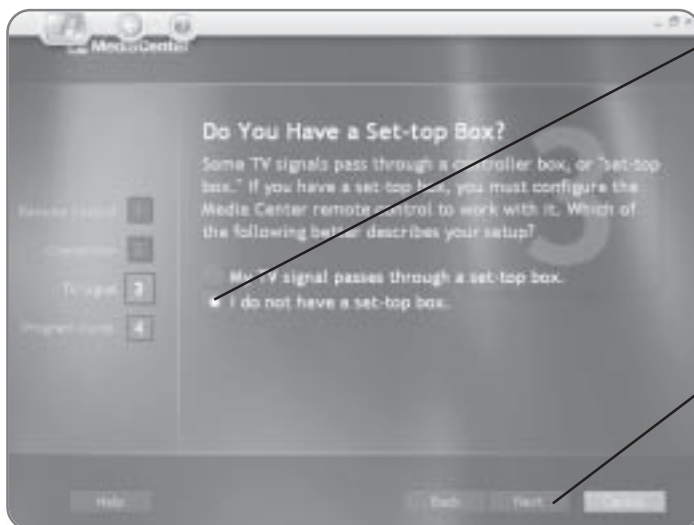 Media Center
Do You Have a Set-top Box?
Some TV signals pass through a controller box, or "set-top
box." If you have a set-top box, you must configure the
Media Center remote control to work with it. Which of
the following better describes your setup?
My TV signal passes through a set-top box.
I do not have a set-top box.
Remote Control 1
2
TV Signal 3
Program Guide 4
3
Help
Back
Next
Cancel